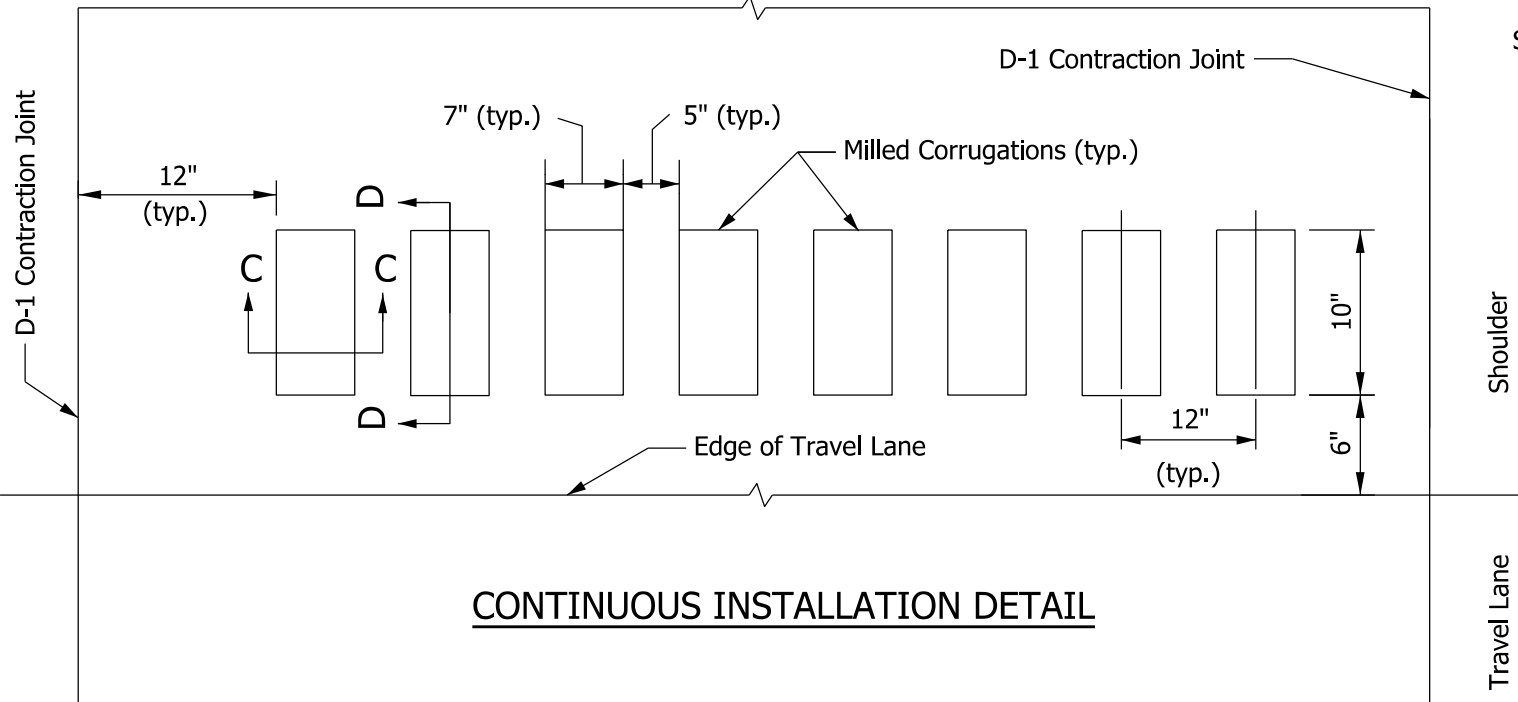 S
D-1 Contraction Joint
D-1 Contraction Joint
7" (typ.)
5" (typ.)
Milled Corrugations (typ.)
12"
(typ.)
D
C
C
D
10"
6"
12"
(typ.)
Edge of Travel Lane
Shoulder
Travel Lane
CONTINUOUS INSTALLATION DETAIL